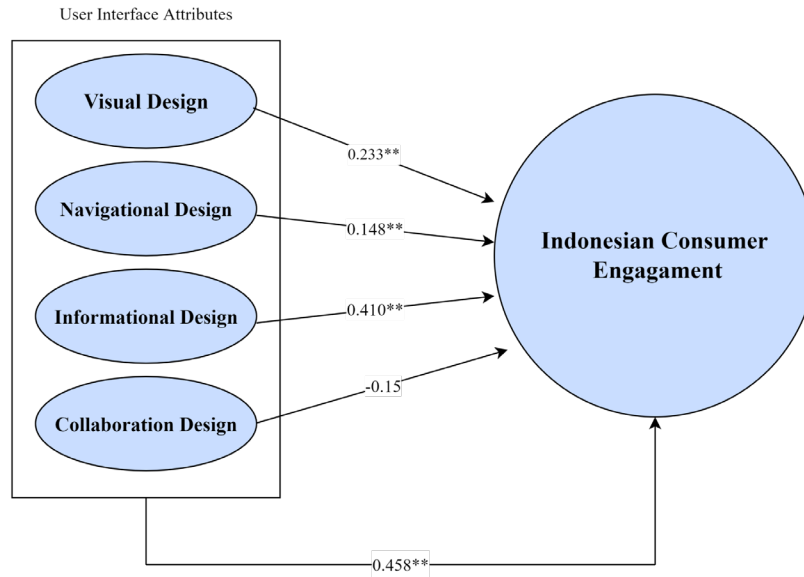 User Interface Attributes
Visual Design
0.233**
Navigational Design
0.148**
Indonesian Consumer
Engagament
Informational Design
0.410**
-0.15
Collaboration Design
0.458**